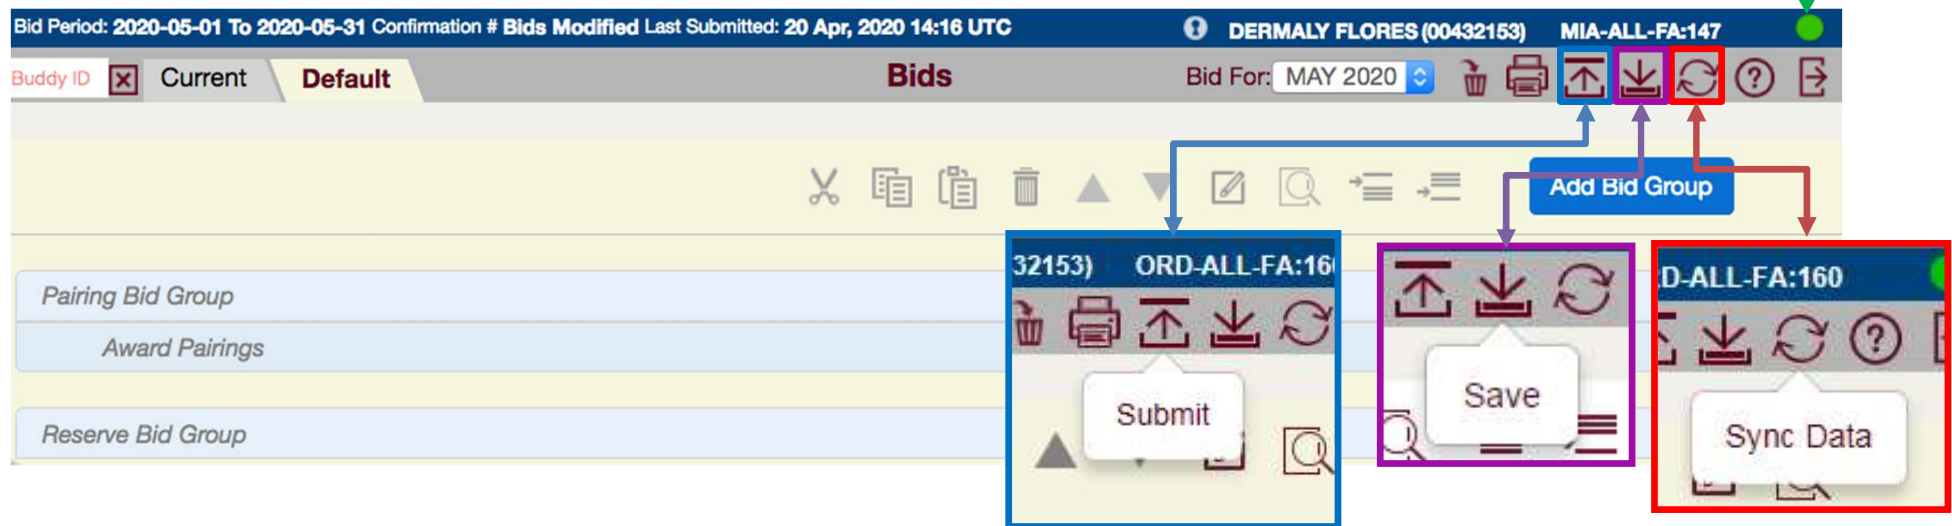 Bid Period: 2020-05-01 To 2020-05-31 Confirmation # Bids Modified Last Submitted: 20 Apr, 2020 14:16 UTC DERMALY FLORES (00432153) MIA-ALL-FA:147
Buddy ID Current Default Bids Bid For: MAY 2020
Add Bid Group
Pairing Bid Group
Award Pairings
Reserve Bid Group
32153) ORD-ALL-FA:160
Submit
Save
RD-ALL-FA:160
Sync Data